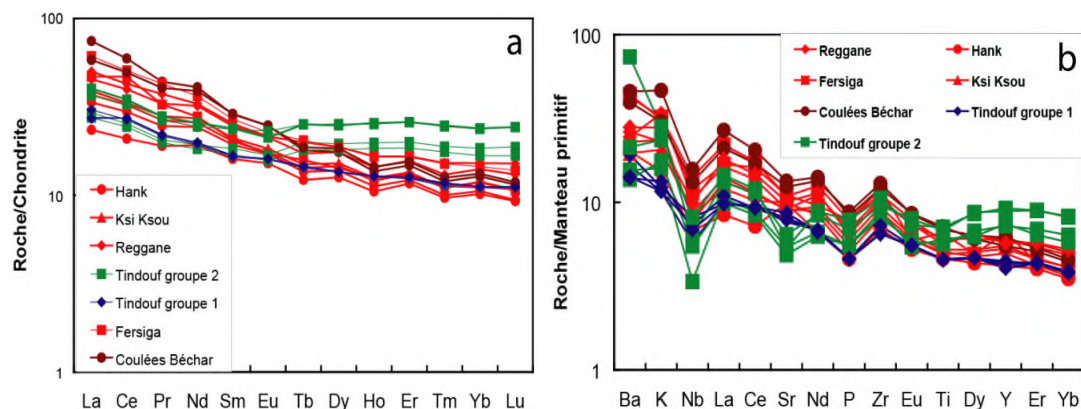 a
Roche/Chondrite
100
10
1
Hank
Ksi Ksou
Reggane
Tindouf groupe 2
Tindouf groupe 1
Fersiga
Coulées Béchar
La Ce Pr Nd Sm Eu Tb Dy Ho Er Tm Yb Lu
b
Roche/Manteau primitif
100
10
1
Reggane Hank
Fersiga Ksi Ksou
Coulées Béchar Tindouf groupe 1
Tindouf groupe 2
Ba K Nb La Ce Sr Nd P Zr Eu Ti Dy Y Er Yb